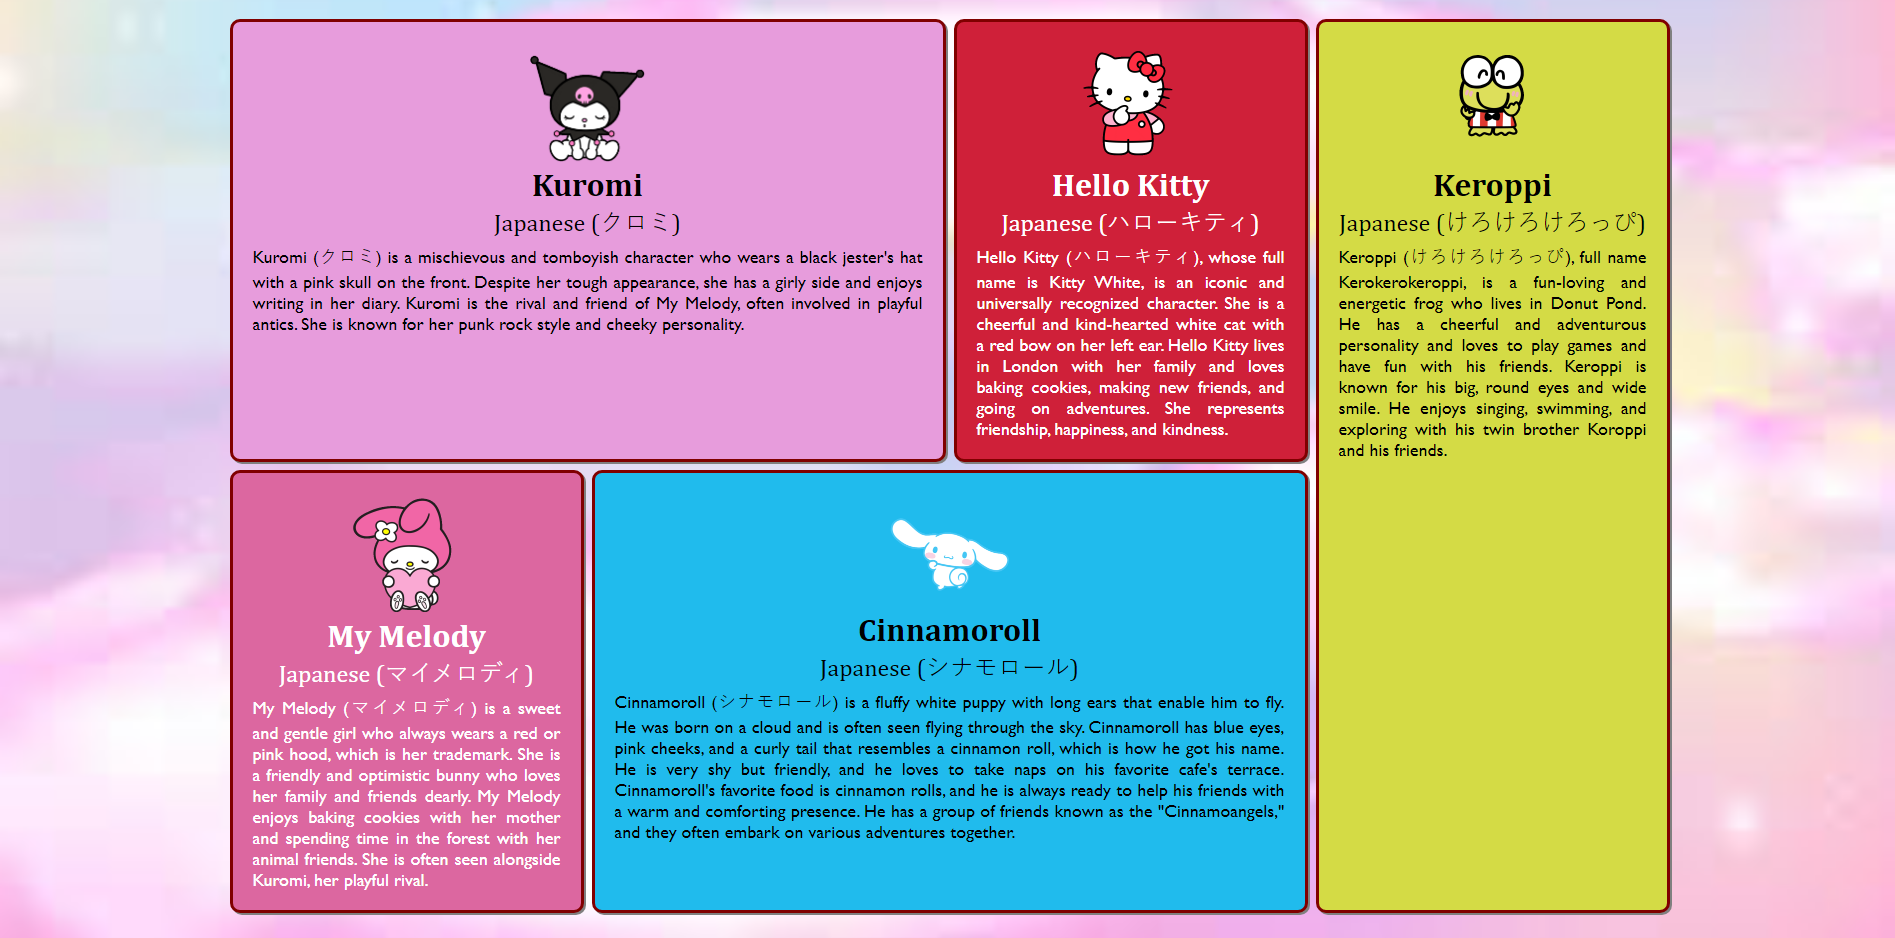 Kuromi
Japanese (クロミ)
Kuromi (クロミ) is a mischievous and tomboyish character who wears a black jester's hat
with a pink skull on the front. Despite her tough appearance, she has a girly side and enjoys
writing in her diary. Kuromi is the rival and friend of My Melody, often involved in playful
antics. She is known for her punk rock style and cheeky personality.
Hello Kitty
Japanese (ハローキティ)
Hello Kitty (ハローキティ), whose full
name is Kitty White, is an iconic and
universally recognized character. She is a
cheerful and kind-hearted white cat with
a red bow on her left ear. Hello Kitty lives
in London with her family and loves
baking cookies, making new friends, and
going on adventures. She represents
friendship, happiness, and kindness.
Keroppi
Japanese (けろけろけろっぴ)
Keroppi (けろけろけろっぴ), full name
Kerokerokeroppi, is a fun-loving and
energetic frog who lives in Donut Pond.
He has a cheerful and adventurous
personality and loves to play games and
have fun with his friends. Keroppi is
known for his big, round eyes and wide
smile. He enjoys singing, swimming, and
exploring with his twin brother Koroppi
and his friends.
My Melody
Japanese (マイメロディ)
My Melody (マイメロディ) is a sweet
and gentle girl who always wears a red or
pink hood, which is her trademark. She is
a friendly and optimistic bunny who loves
her family and friends dearly. My Melody
enjoys baking cookies with her mother
and spending time in the forest with her
animal friends. She is often seen alongside
Kuromi, her playful rival.
Cinnamoroll
Japanese (シナモロール)
Cinnamoroll (シナモロール) is a fluffy white puppy with long ears that enable him to fly.
He was born on a cloud and is often seen flying through the sky. Cinnamoroll has blue eyes,
pink cheeks, and a curly tail that resembles a cinnamon roll, which is how he got his name.
He is very shy but friendly, and he loves to take naps on his favorite cafe's terrace.
Cinnamoroll's favorite food is cinnamon rolls, and he is always ready to help his friends with
a warm and comforting presence. He has a group of friends known as the "Cinnamoangels,"
and they often embark on various adventures together.